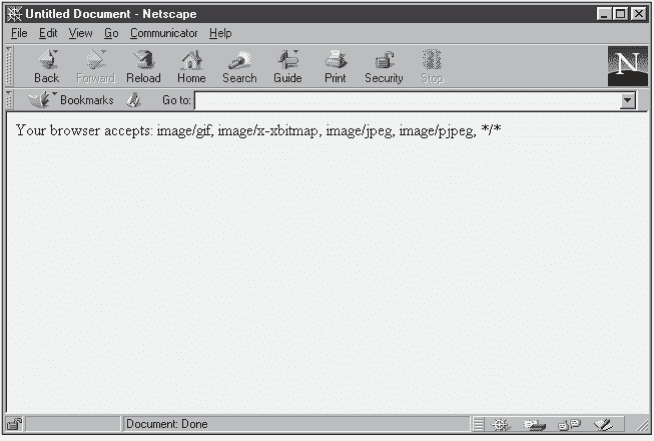 Untitled Document - Netscape
File Edit View Go Communicator Help
Back Forward Reload Home Search Guide Print Security Stop
N
Bookmarks Go to:
Your browser accepts: image/gif, image/x-xbitmap, image/jpeg, image/pjpeg, */*
Document: Done